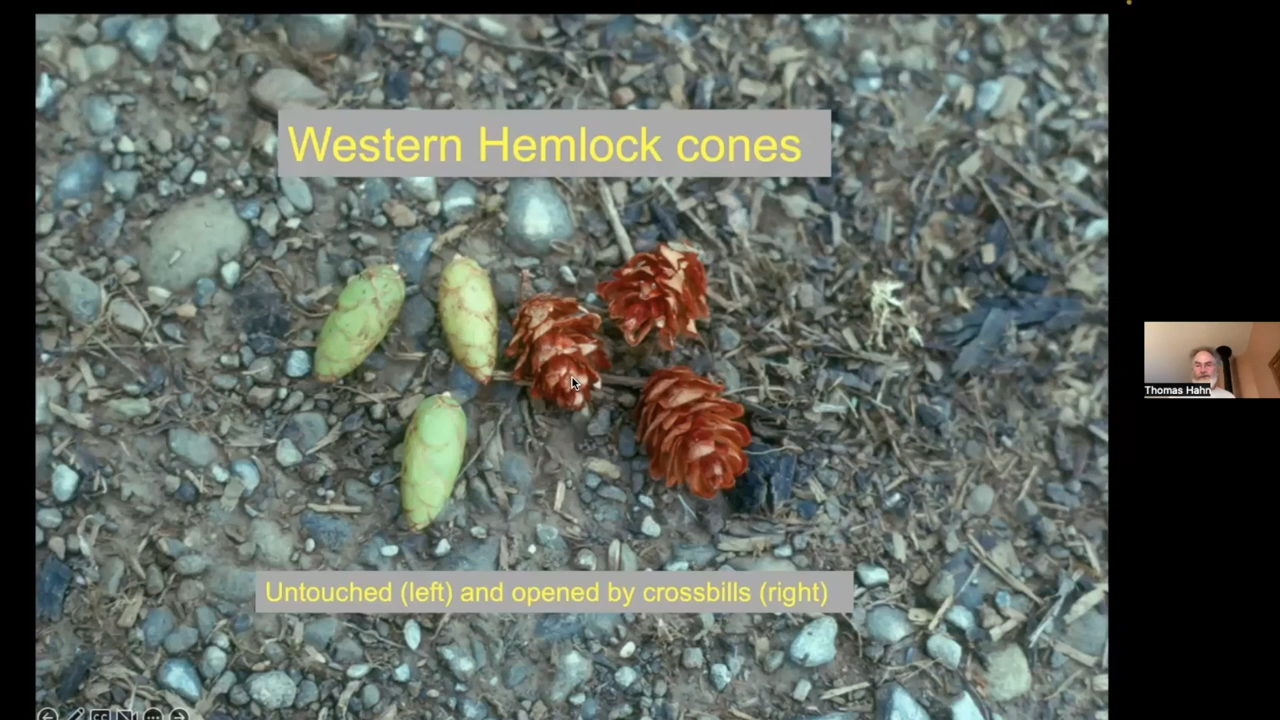 Western Hemlock cones
Untouched (left) and opened by crossbills (right)
Thomas Hahn